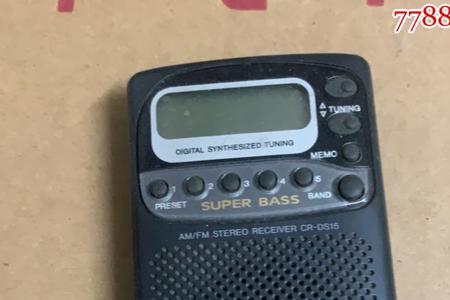 7788
TUNING
DIGITAL SYNTHESIZED TUNING
MEMO
1 2 3 4 5
PRESET
SUPER BASS
BAND
AM/FM STEREO RECEIVER CR-DS15